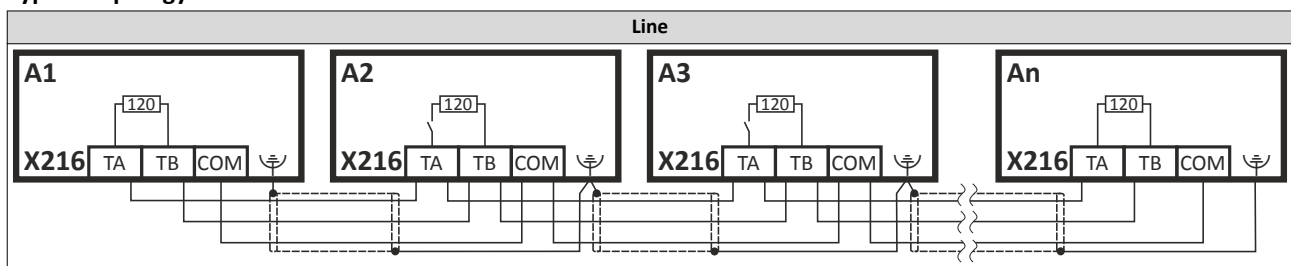 Line
A1 A2 A3 An
120 120 120 120
X216 TA TB COM X216 TA TB COM X216 TA TB COM X216 TA TB COM